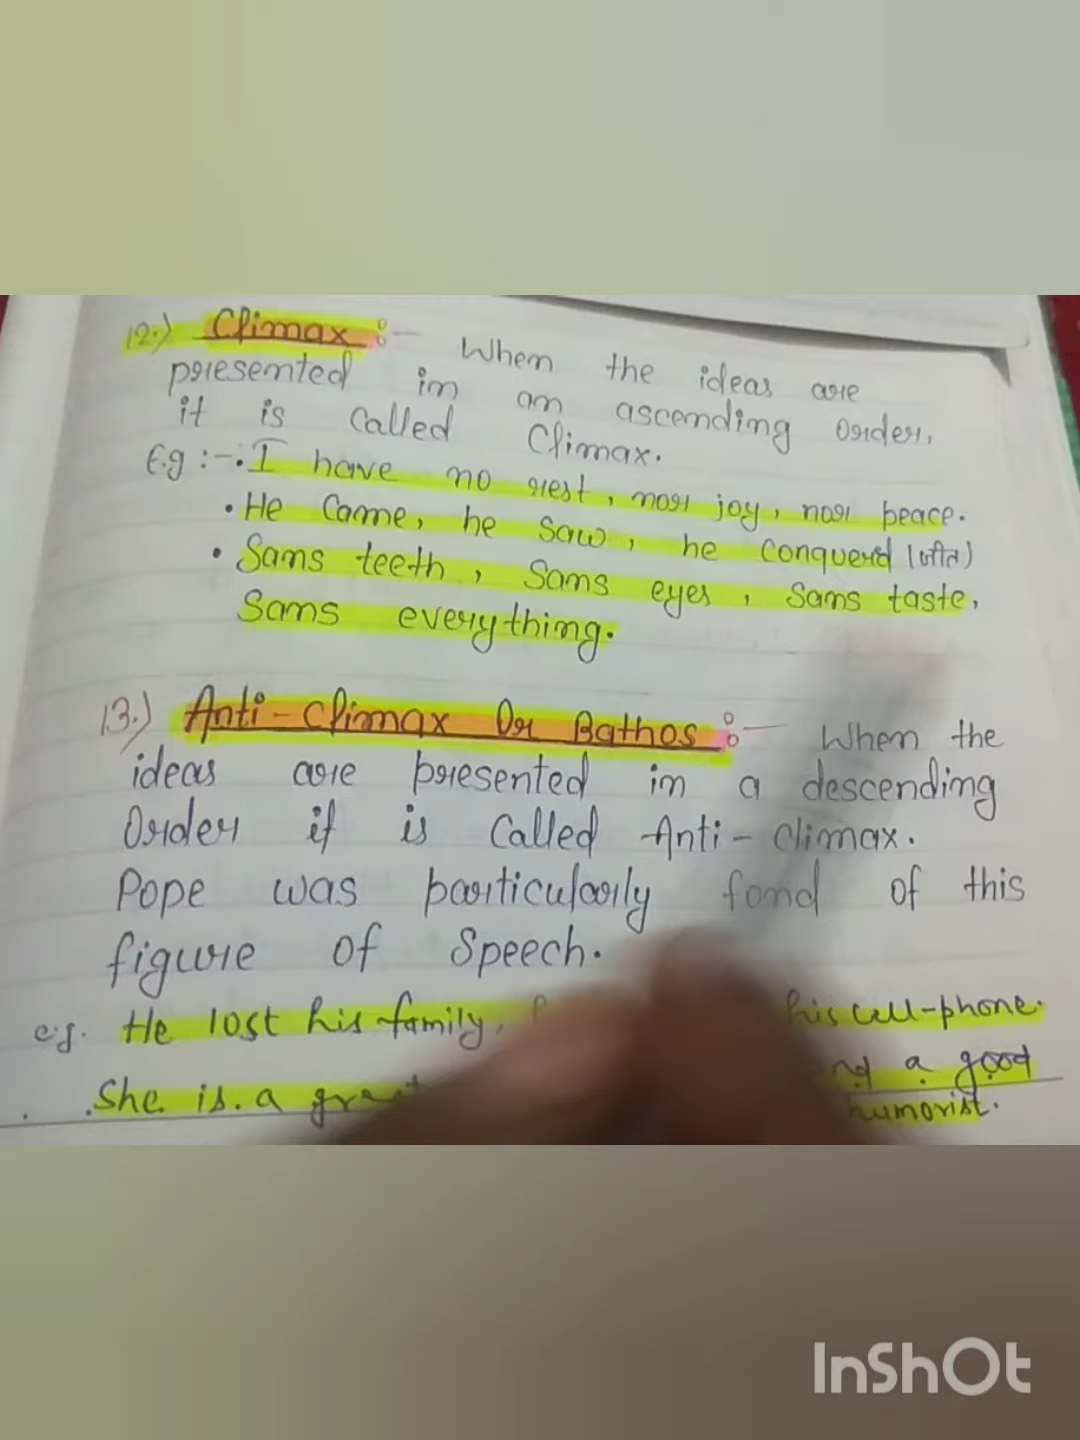 12.) Climax :- When the ideas are
presented in an ascending order,
it is called Climax.
E.g :- • I have no rest, nor joy, nor peace.
• He Came, he saw, he conquerd (जीत)
• Sans teeth, Sans eyes, Sans taste,
Sans everything.
13.) Anti-Climax Or Bathos :- When the
ideas are presented in a descending
Order it is Called Anti-Climax.
Pope was particularly fond of this
figure of Speech.
e.g. He lost his family, his cell-phone.
.She is a great and a good
humorist.
InShOt